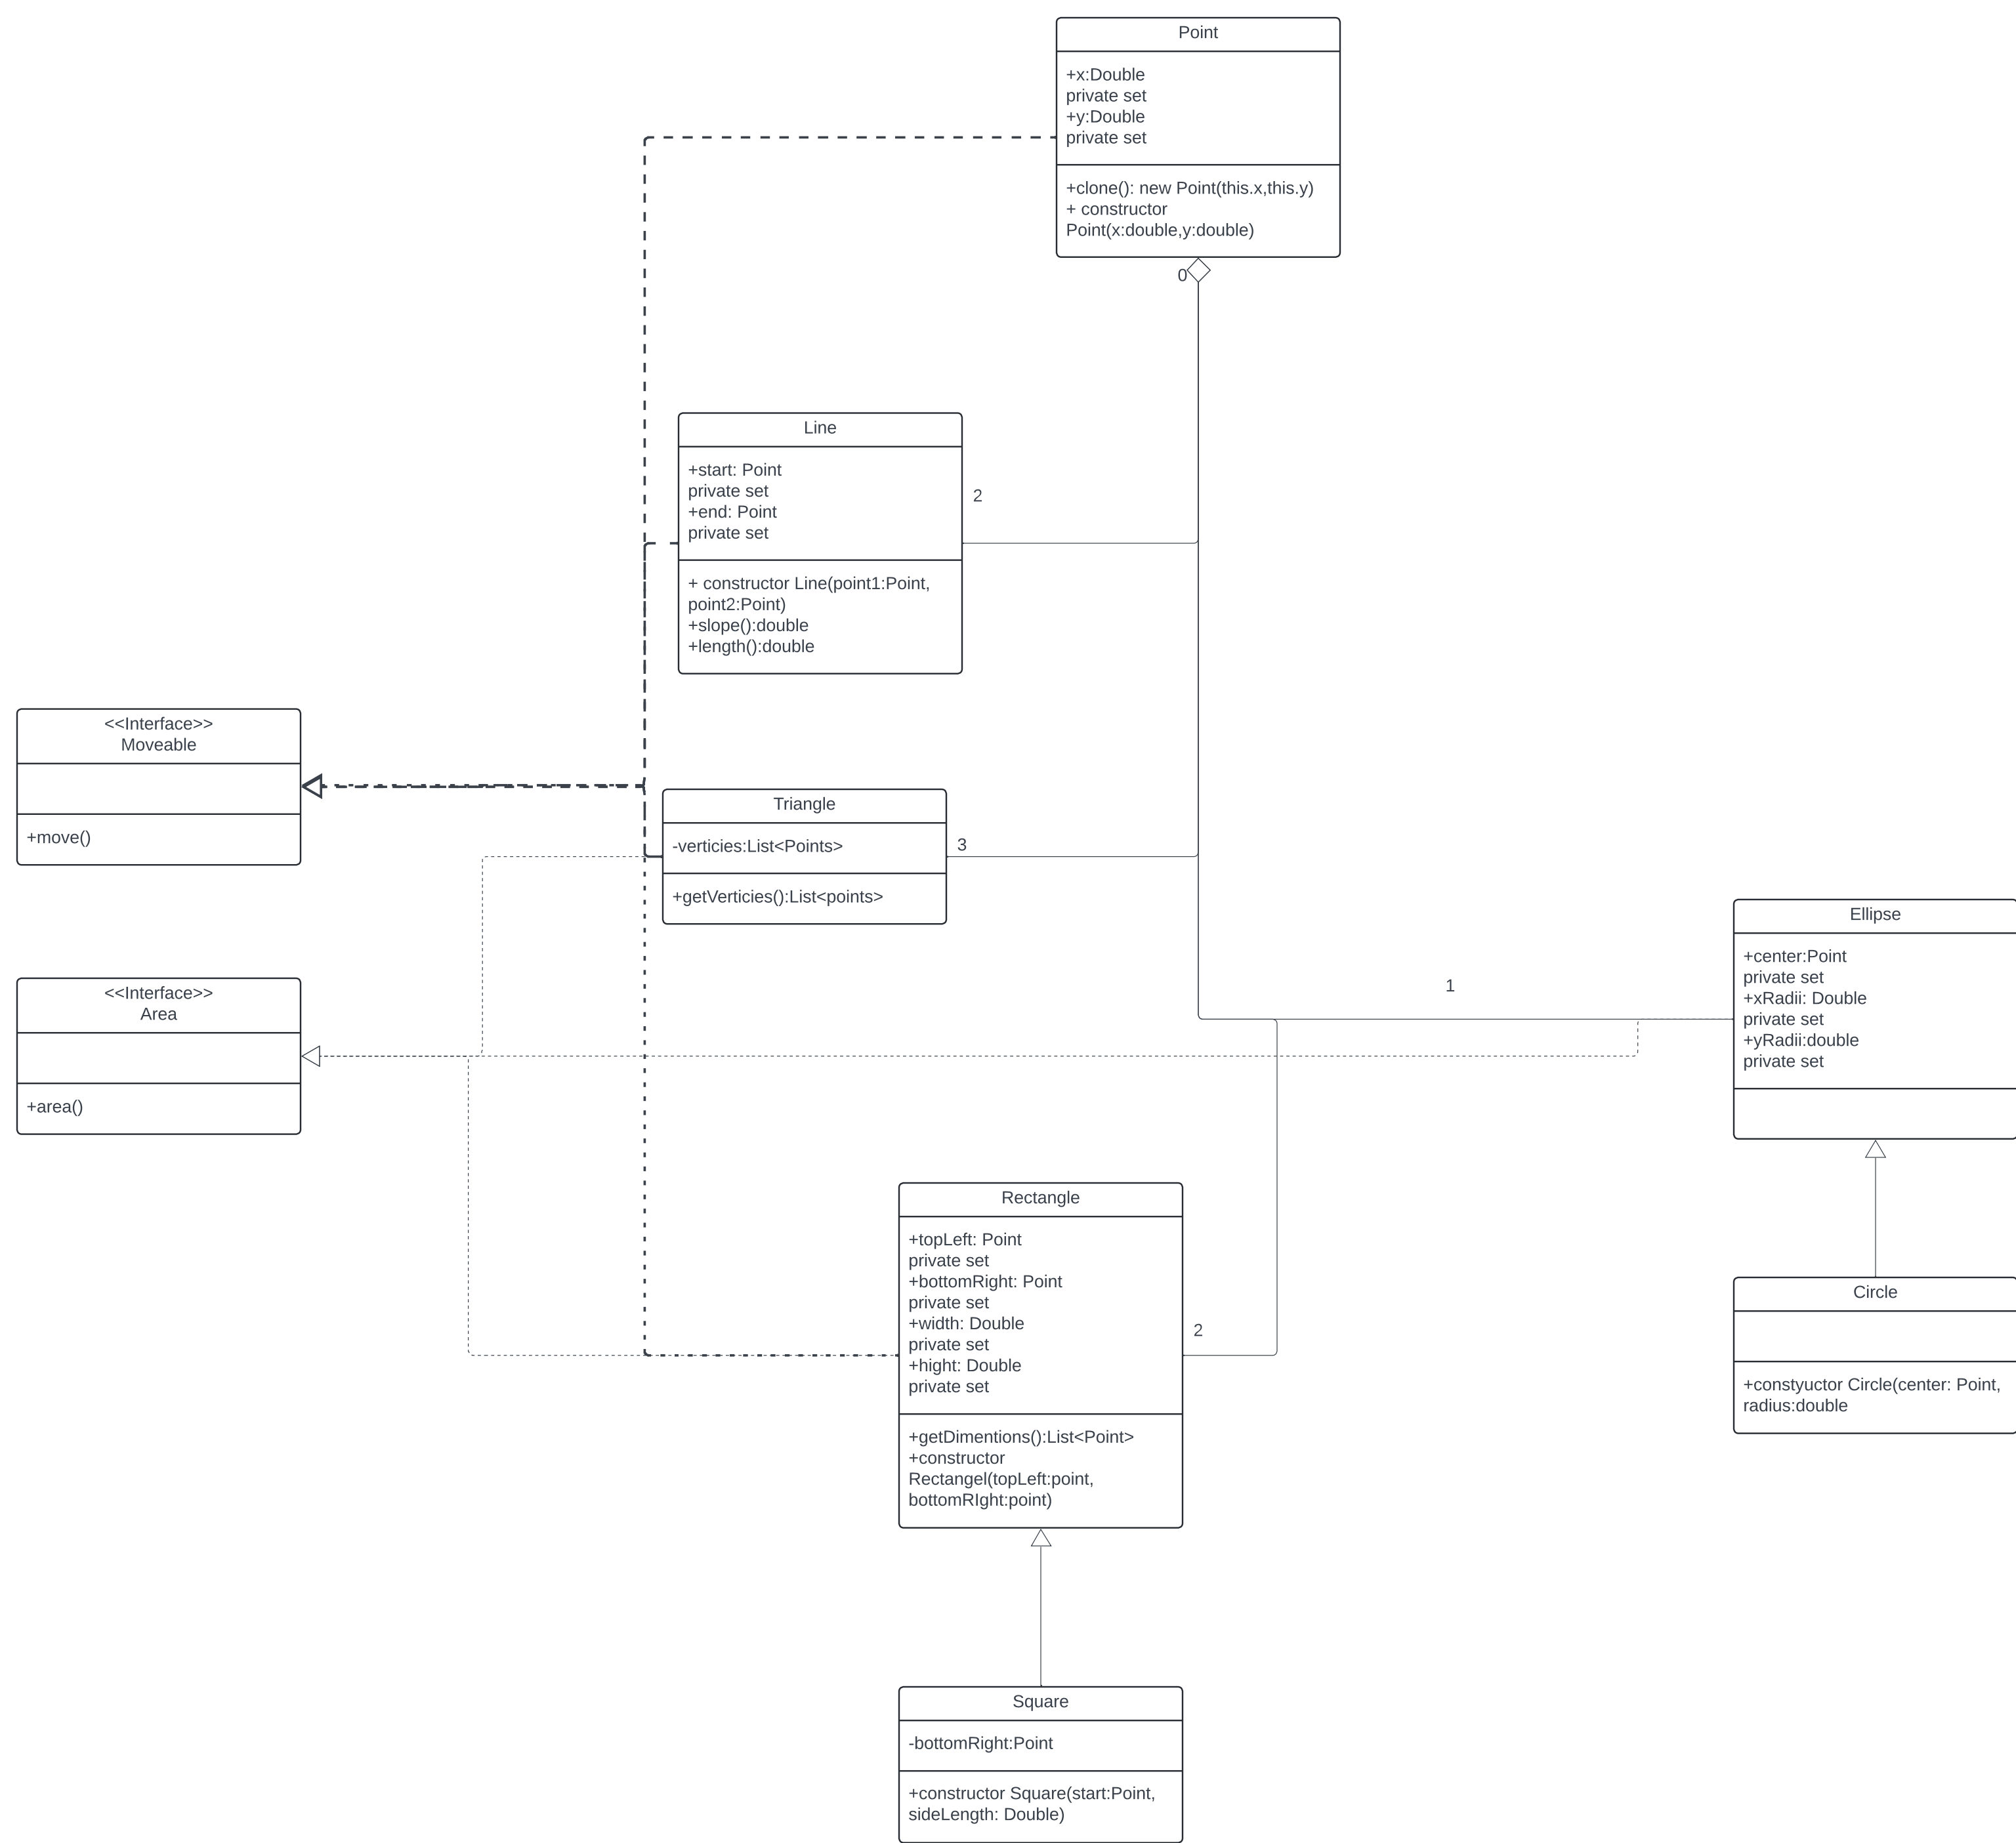 Point
+x:Double
private set
+y:Double
private set
+clone(): new Point(this.x,this.y)
+ constructor
Point(x:double,y:double)
0
Line
+start: Point
private set
+end: Point
private set
+ constructor Line(point1:Point,
point2:Point)
+slope():double
+length():double
2
<<Interface>>
Moveable
+move()
Triangle
-verticies:List<Points>
+getVerticies():List<points>
3
<<Interface>>
Area
+area()
1
Ellipse
+center:Point
private set
+xRadii: Double
private set
+yRadii:double
private set
Rectangle
+topLeft: Point
private set
+bottomRight: Point
private set
+width: Double
private set
+hight: Double
private set
+getDimentions():List<Point>
+constructor
Rectangel(topLeft:point,
bottomRIght:point)
2
Circle
+constyuctor Circle(center: Point,
radius:double
Square
-bottomRight:Point
+constructor Square(start:Point,
sideLength: Double)